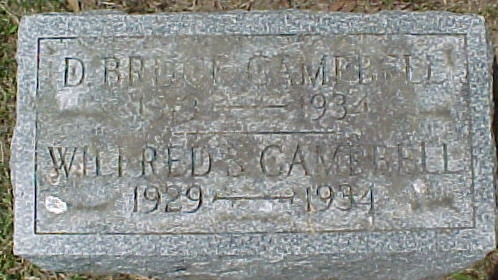 D. BRUCE CAMPBELL
1934
WILFRED S CAMPBELL
1929 — 1934